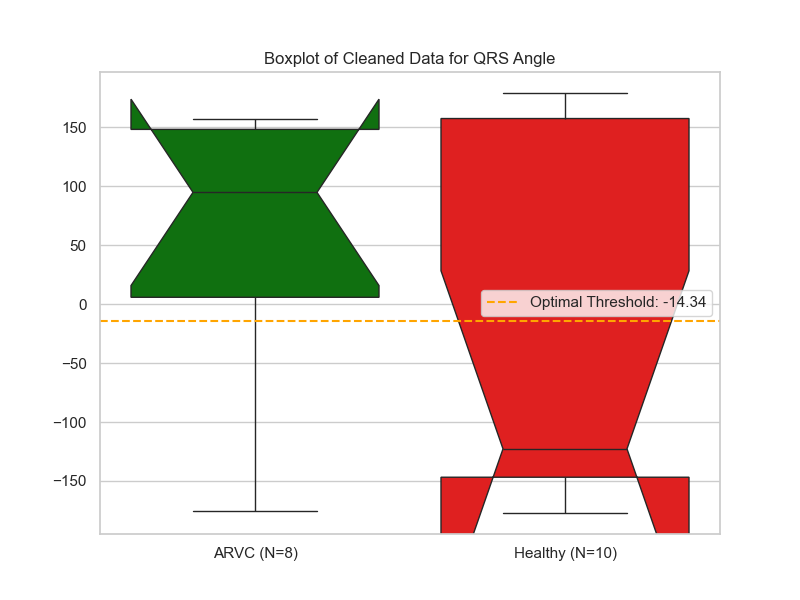 Boxplot of Cleaned Data for QRS Angle
150
100
50
0
−50
−100
−150
Optimal Threshold: -14.34
ARVC (N=8)
Healthy (N=10)